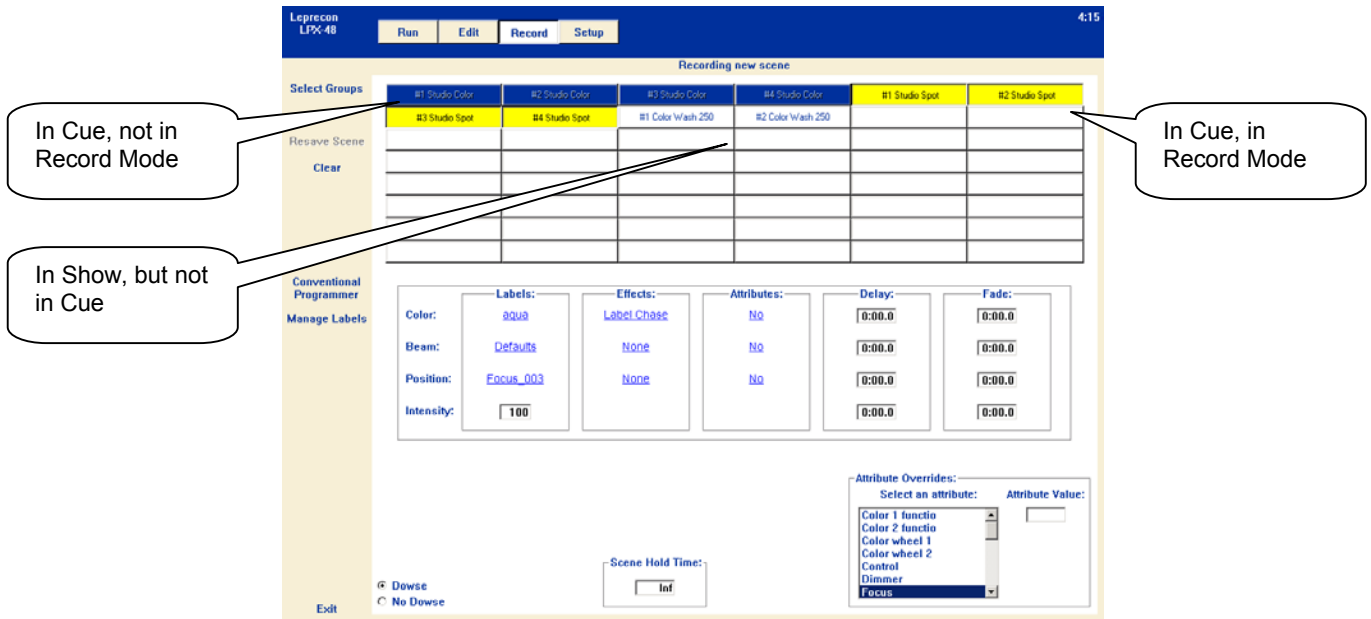 Leprecon
LPX-48
Run Edit Record Setup
4:15
Recording new scene
Select Groups
#1 Studio Color #2 Studio Color #3 Studio Color #4 Studio Color #1 Studio Spot #2 Studio Spot
#3 Studio Spot #4 Studio Spot #1 Color Wash 250 #2 Color Wash 250
Resave Scene
Clear
In Cue, not in
Record Mode
In Cue, in
Record Mode
In Show, but not
in Cue
Conventional
Programmer
Manage Labels
Labels: Effects: Attributes: Delay: Fade:
Color: aqua Label Chase No 0:00.0 0:00.0
Beam: Defaults None No 0:00.0 0:00.0
Position: Focus_003 None No 0:00.0 0:00.0
Intensity: 100 0:00.0 0:00.0
Attribute Overrides:
Select an attribute: Attribute Value:
Color 1 functio
Color 2 functio
Color wheel 1
Color wheel 2
Control
Dimmer
Focus
Scene Hold Time:
Inf
Dowse
No Dowse
Exit